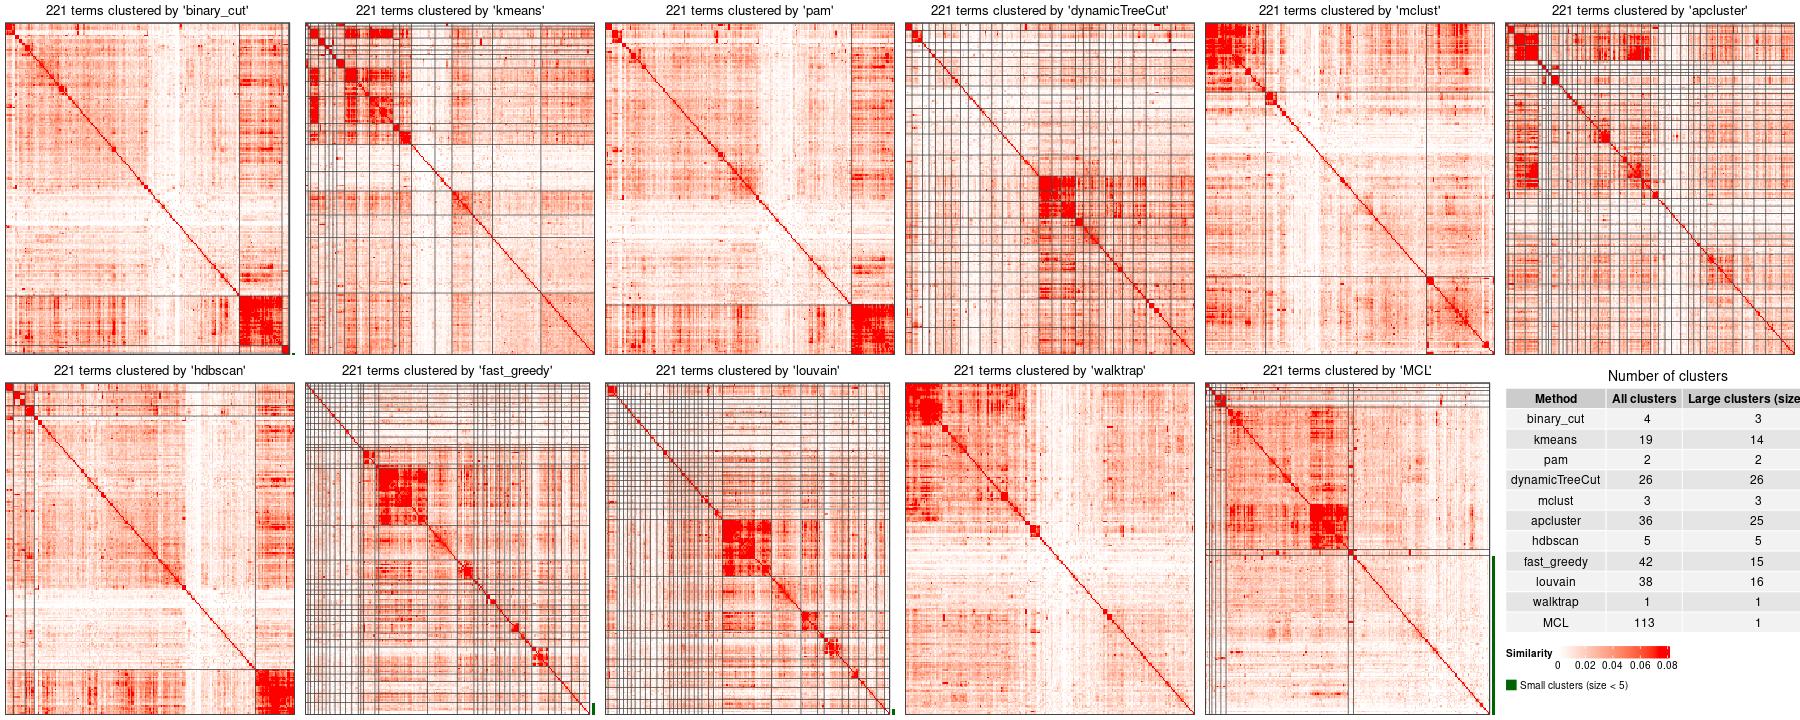 221 terms clustered by 'binary_cut'
221 terms clustered by 'kmeans'
221 terms clustered by 'pam'
221 terms clustered by 'dynamicTreeCut'
221 terms clustered by 'mclust'
221 terms clustered by 'apcluster'
221 terms clustered by 'hdbscan'
221 terms clustered by 'fast_greedy'
221 terms clustered by 'louvain'
221 terms clustered by 'walktrap'
221 terms clustered by 'MCL'
Number of clusters
Method All clusters Large clusters (size
binary_cut 4 3
kmeans 19 14
pam 2 2
dynamicTreeCut 26 26
mclust 3 3
apcluster 36 25
hdbscan 5 5
fast_greedy 42 15
louvain 38 16
walktrap 1 1
MCL 113 1
Similarity
0 0.02 0.04 0.06 0.08
Small clusters (size < 5)